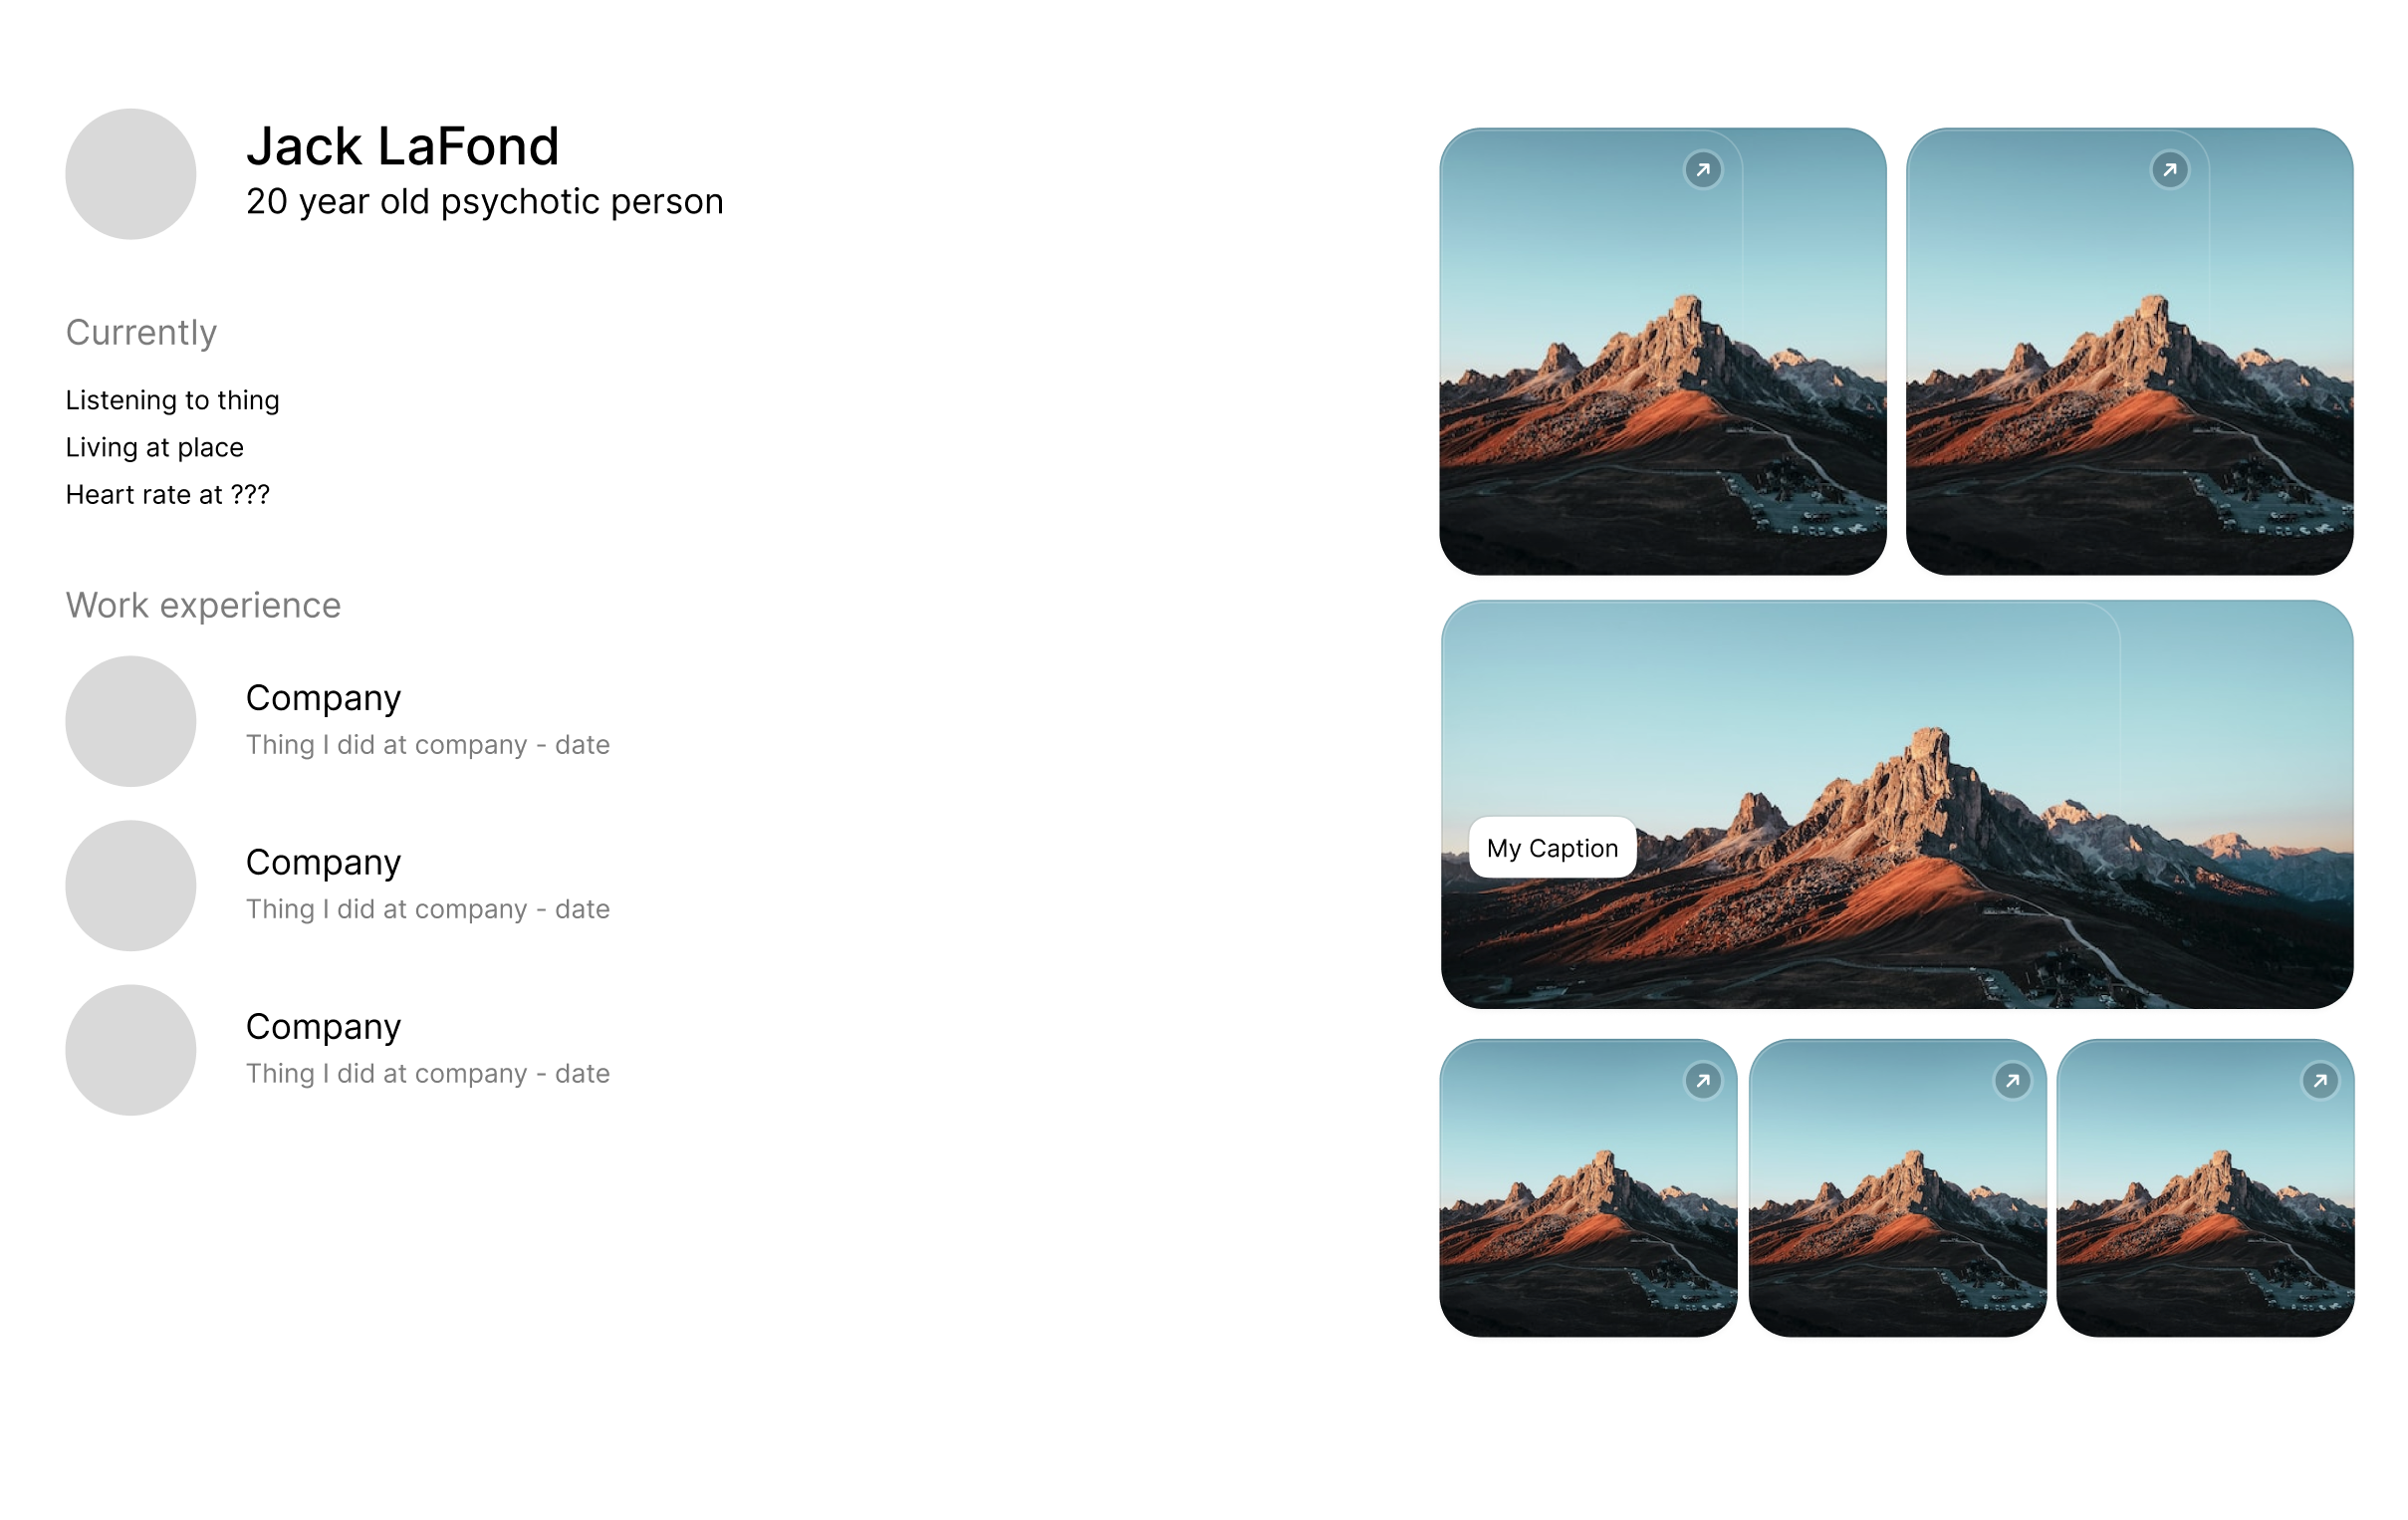 Jack LaFond
20 year old psychotic person
Currently
Listening to thing
Living at place
Heart rate at ???
Work experience
Company
Thing I did at company - date
Company
Thing I did at company - date
Company
Thing I did at company - date
My Caption